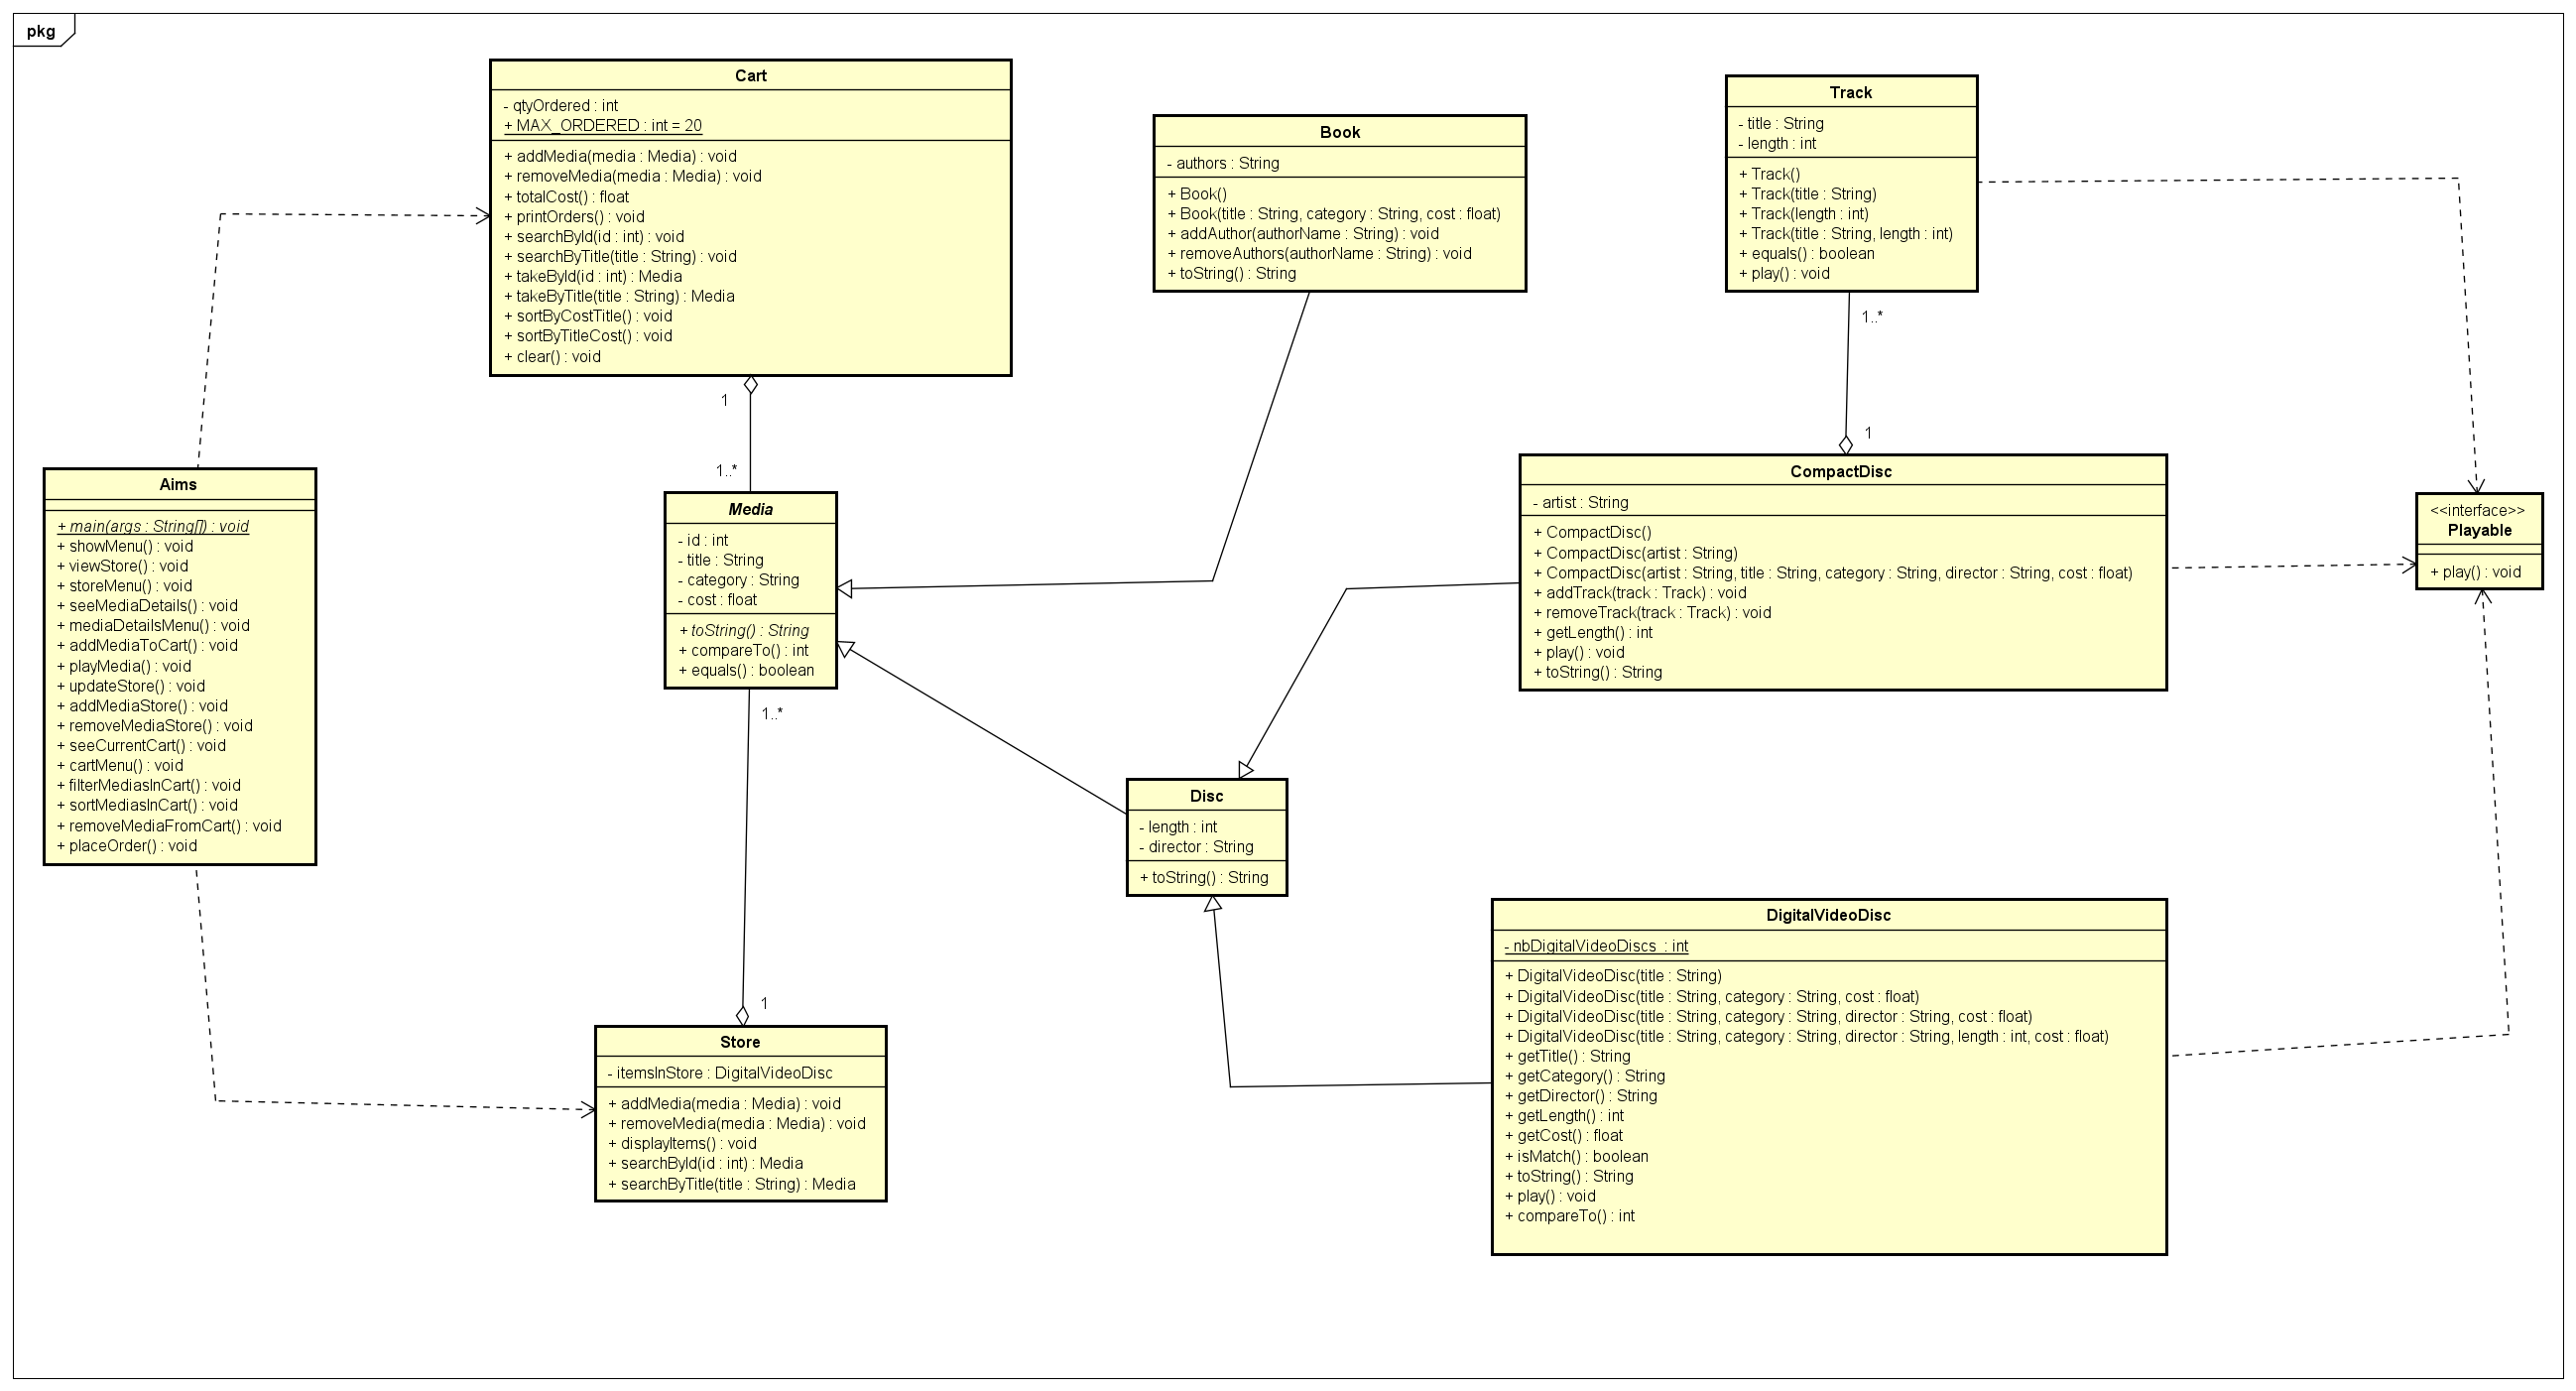 pkg
Cart
- qtyOrdered : int
+ MAX_ORDERED : int = 20
+ addMedia(media : Media) : void
+ removeMedia(media : Media) : void
+ totalCost() : float
+ printOrders() : void
+ searchById(id : int) : void
+ searchByTitle(title : String) : void
+ takeById(id : int) : Media
+ takeByTitle(title : String) : Media
+ sortByCostTitle() : void
+ sortByTitleCost() : void
+ clear() : void
1
1..*
Book
- authors : String
+ Book()
+ Book(title : String, category : String, cost : float)
+ addAuthor(authorName : String) : void
+ removeAuthors(authorName : String) : void
+ toString() : String
Track
- title : String
- length : int
+ Track()
+ Track(title : String)
+ Track(length : int)
+ Track(title : String, length : int)
+ equals() : boolean
+ play() : void
1..*
1
Aims
+ main(args : String[]) : void
+ showMenu() : void
+ viewStore() : void
+ storeMenu() : void
+ seeMediaDetails() : void
+ mediaDetailsMenu() : void
+ addMediaToCart() : void
+ playMedia() : void
+ updateStore() : void
+ addMediaStore() : void
+ removeMediaStore() : void
+ seeCurrentCart() : void
+ cartMenu() : void
+ filterMediasInCart() : void
+ sortMediasInCart() : void
+ removeMediaFromCart() : void
+ placeOrder() : void
Media
- id : int
- title : String
- category : String
- cost : float
+ toString() : String
+ compareTo() : int
+ equals() : boolean
1..*
1
CompactDisc
- artist : String
+ CompactDisc()
+ CompactDisc(artist : String)
+ CompactDisc(artist : String, title : String, category : String, director : String, cost : float)
+ addTrack(track : Track) : void
+ removeTrack(track : Track) : void
+ getLength() : int
+ play() : void
+ toString() : String
<<interface>>
Playable
+ play() : void
Disc
- length : int
- director : String
+ toString() : String
Store
- itemsInStore : DigitalVideoDisc
+ addMedia(media : Media) : void
+ removeMedia(media : Media) : void
+ displayItems() : void
+ searchById(id : int) : Media
+ searchByTitle(title : String) : Media
DigitalVideoDisc
- nbDigitalVideoDiscs : int
+ DigitalVideoDisc(title : String)
+ DigitalVideoDisc(title : String, category : String, cost : float)
+ DigitalVideoDisc(title : String, category : String, director : String, cost : float)
+ DigitalVideoDisc(title : String, category : String, director : String, length : int, cost : float)
+ getTitle() : String
+ getCategory() : String
+ getDirector() : String
+ getLength() : int
+ getCost() : float
+ isMatch() : boolean
+ toString() : String
+ play() : void
+ compareTo() : int